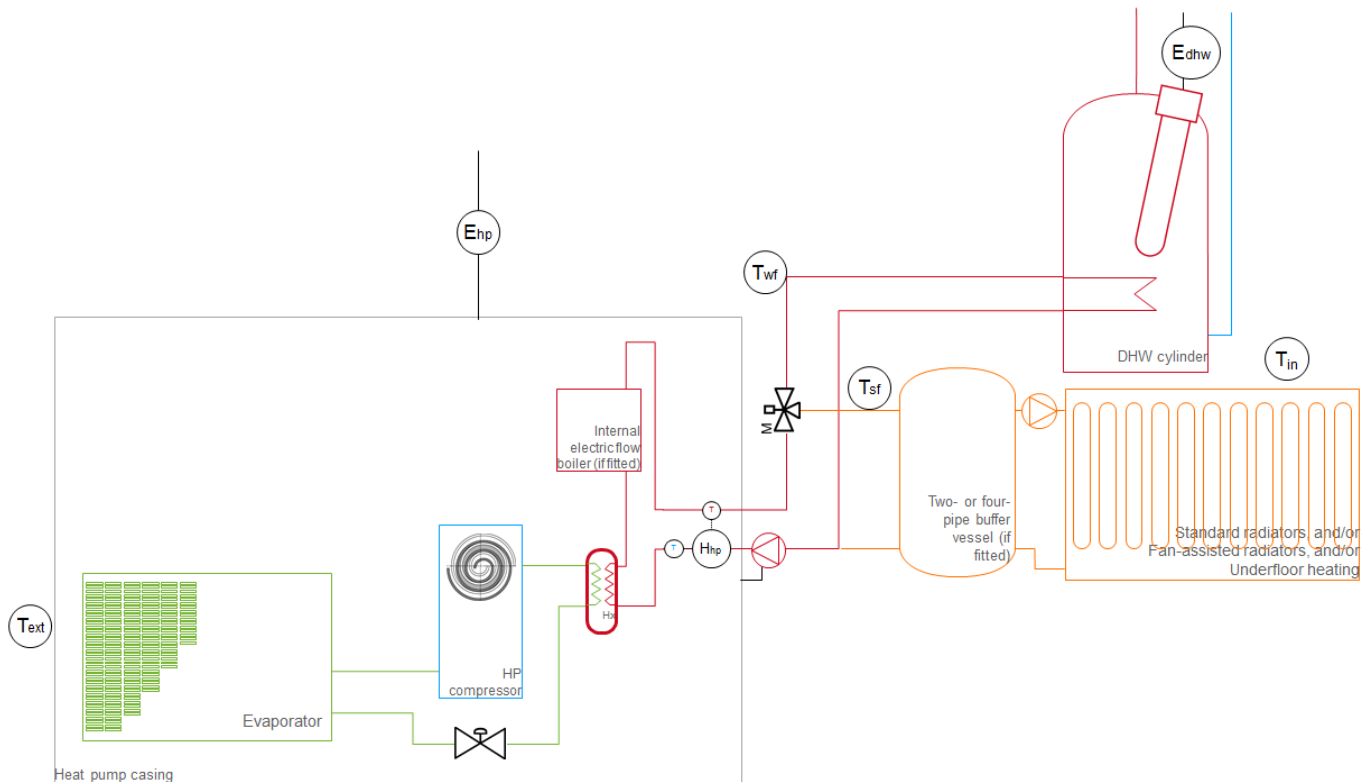 Edhw
Ehp
Twf
DHW cylinder
Tin
Tsf
Internal
electric flow
boiler (if fitted)
M
T
Two- or four-
pipe buffer
vessel (if
fitted)
Standard radiators, and/or
Fan-assisted radiators, and/or
Underfloor heating
T
Hhp
Hx
Text
HP
compressor
Evaporator
Heat pump casing